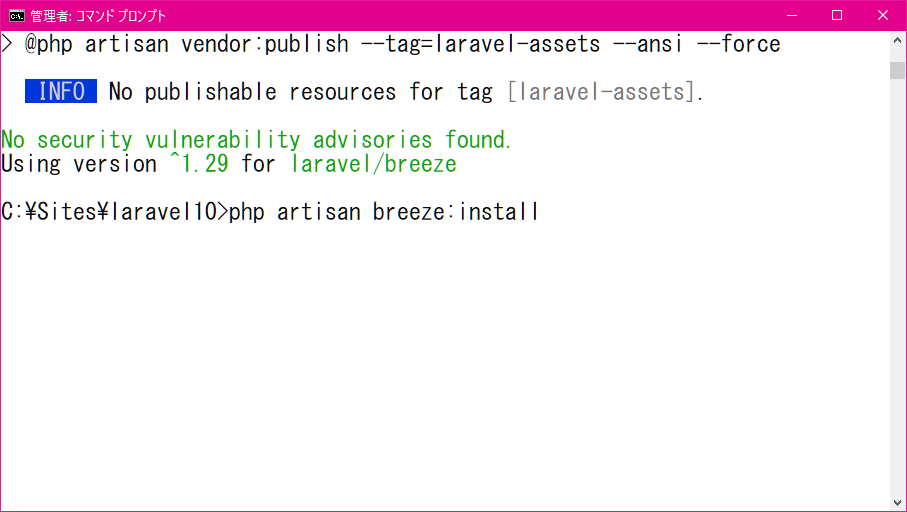 管理者: コマンド プロンプト
> @php artisan vendor:publish --tag=laravel-assets --ansi --force
INFO No publishable resources for tag [laravel-assets].
No security vulnerability advisories found.
Using version ^1.29 for laravel/breeze
C:¥Sites¥laravel10>php artisan breeze:install